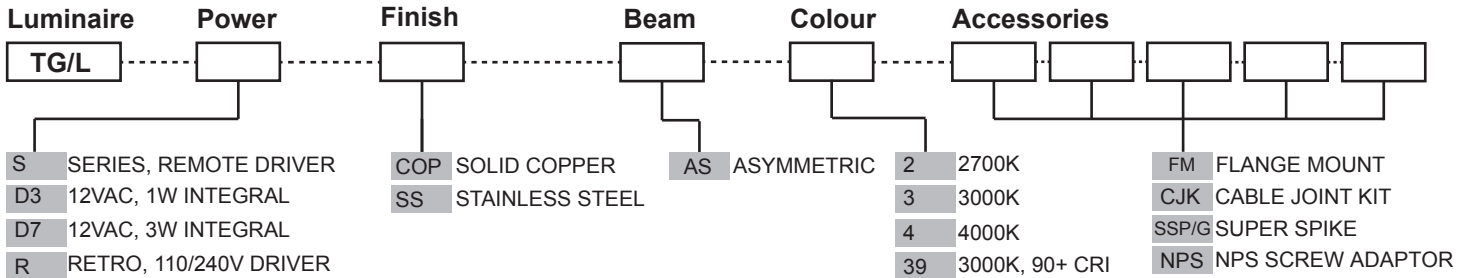 Luminaire Power Finish Beam Colour Accessories
TG/L
S SERIES, REMOTE DRIVER COP SOLID COPPER AS ASYMMETRIC 2 2700K FM FLANGE MOUNT
D3 12VAC, 1W INTEGRAL SS STAINLESS STEEL 3 3000K CJK CABLE JOINT KIT
D7 12VAC, 3W INTEGRAL 4 4000K SSP/G SUPER SPIKE
R RETRO, 110/240V DRIVER 39 3000K, 90+ CRI NPS NPS SCREW ADAPTOR